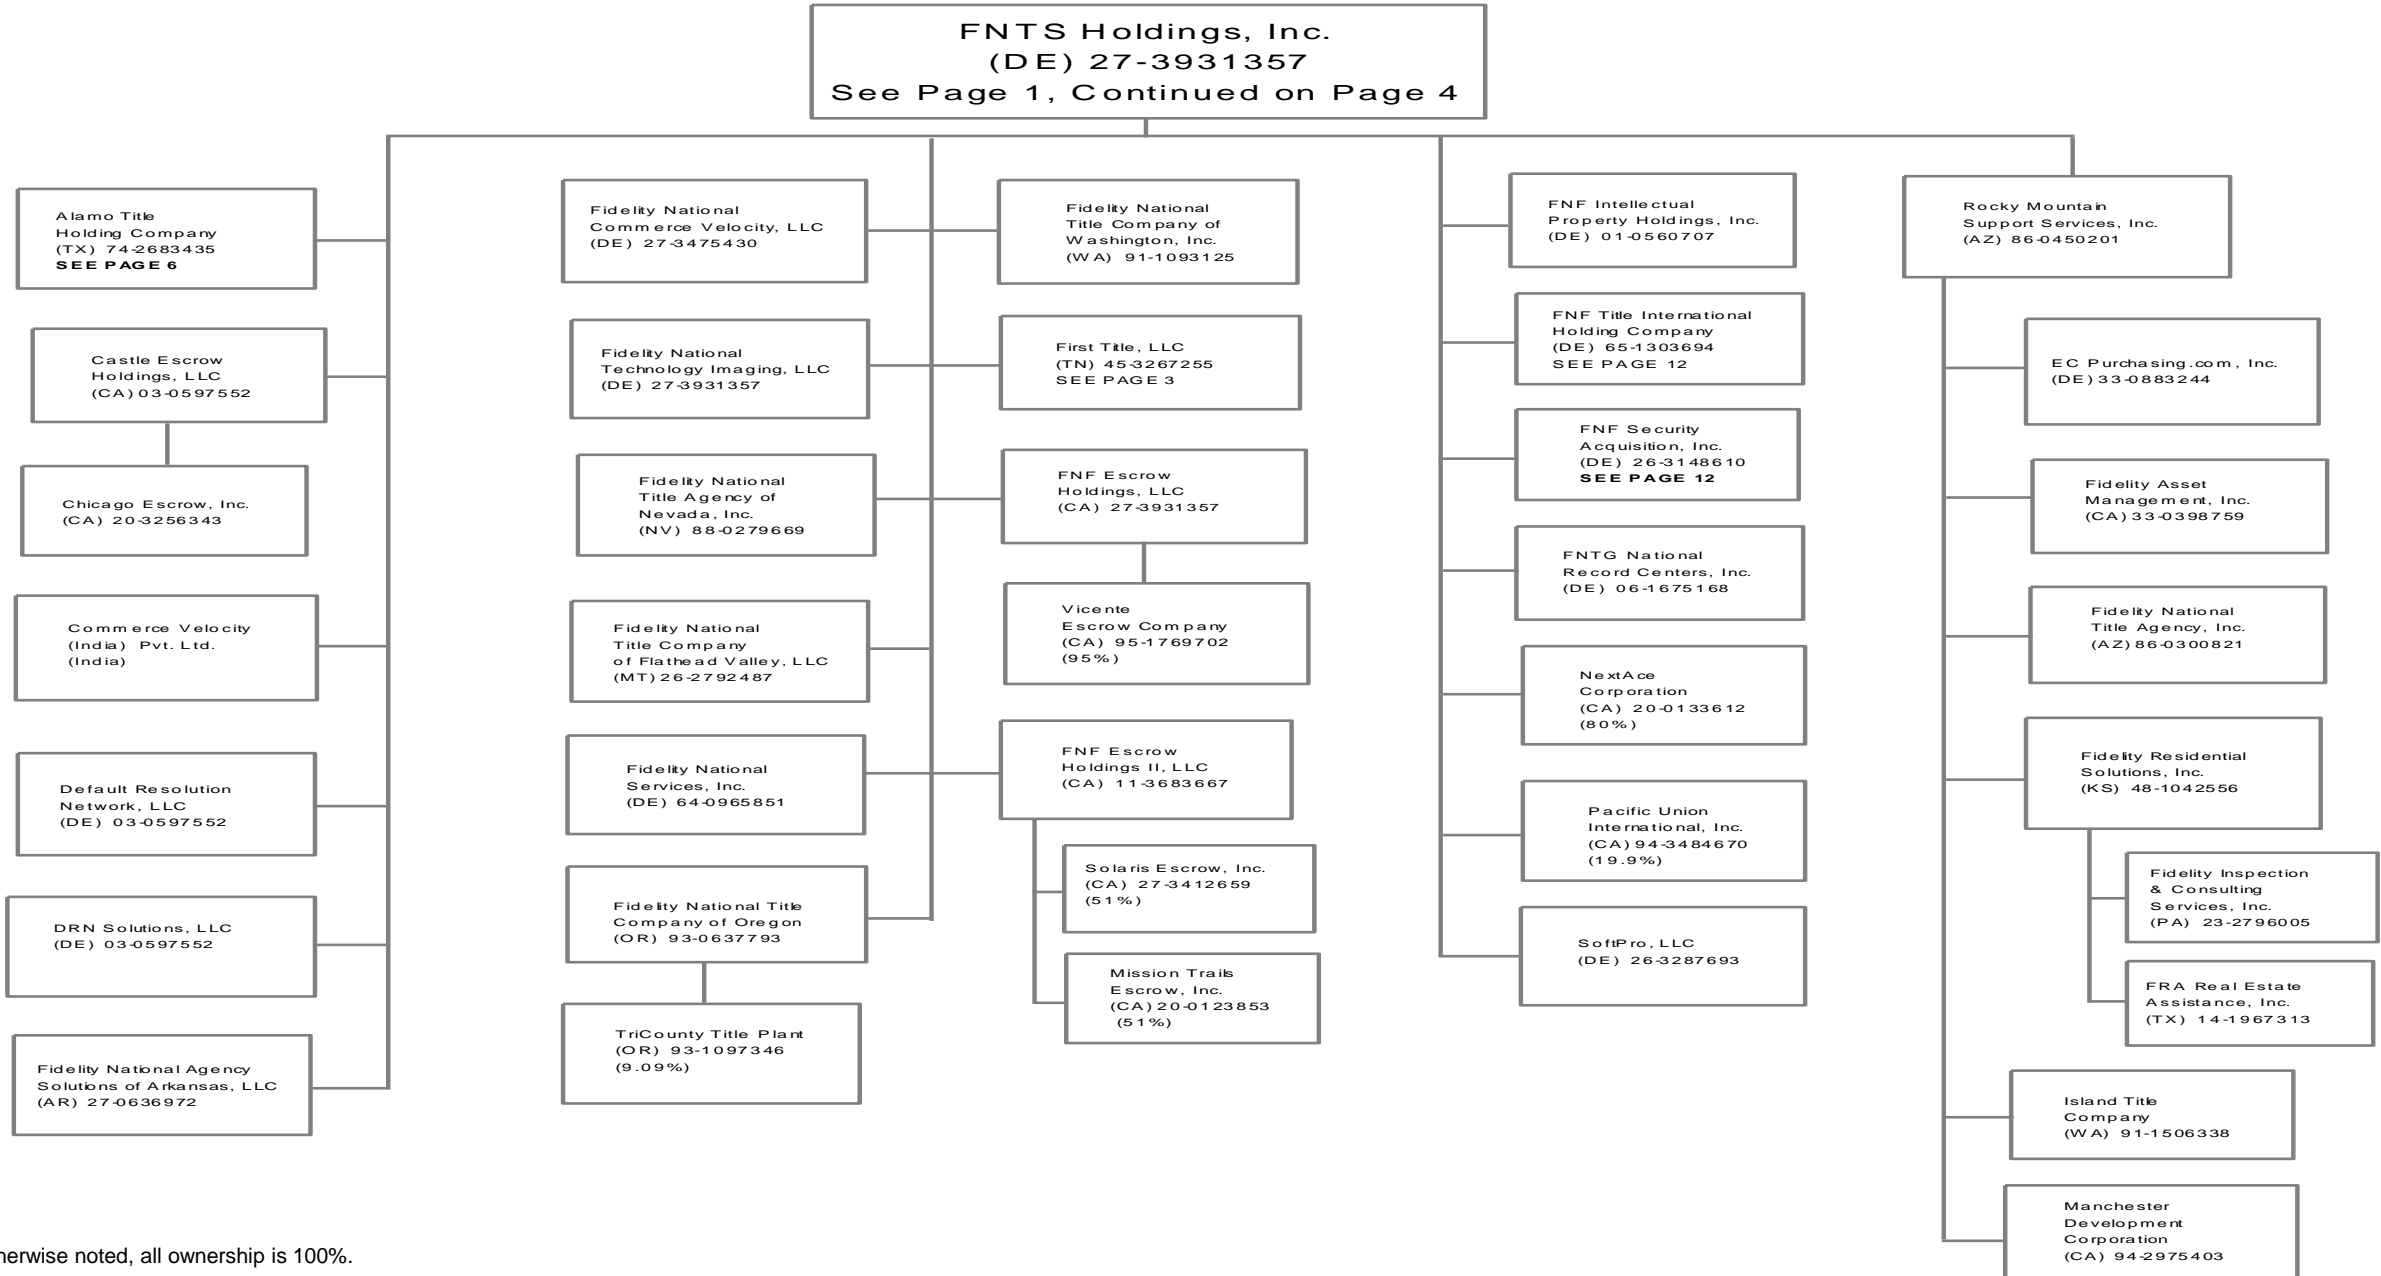 FNTS Holdings, Inc.
(DE) 27-3931357
See Page 1, Continued on Page 4
Alamo Title
Holding Company
(TX) 74-2683435
SEE PAGE 6
Castle Escrow
Holdings, LLC
(CA) 03-0597552
Chicago Escrow, Inc.
(CA) 20-3256343
Commerce Velocity
(India) Pvt. Ltd.
(India)
Default Resolution
Network, LLC
(DE) 03-0597552
DRN Solutions, LLC
(DE) 03-0597552
Fidelity National Agency
Solutions of Arkansas, LLC
(AR) 27-0636972
Fidelity National
Commerce Velocity, LLC
(DE) 27-3475430
Fidelity National
Technology Imaging, LLC
(DE) 27-3931357
Fidelity National
Title Agency of
Nevada, Inc.
(NV) 88-0279669
Fidelity National
Title Company
of Flathead Valley, LLC
(MT) 26-2792487
Fidelity National
Services, Inc.
(DE) 64-0965851
Fidelity National Title
Company of Oregon
(OR) 93-0637793
TriCounty Title Plant
(OR) 93-1097346
(9.09%)
Fidelity National
Title Company of
Washington, Inc.
(WA) 91-1093125
First Title, LLC
(TN) 45-3267255
SEE PAGE 3
FNF Escrow
Holdings, LLC
(CA) 27-3931357
Vicente
Escrow Company
(CA) 95-1769702
(95%)
FNF Escrow
Holdings II, LLC
(CA) 11-3683667
Solaris Escrow, Inc.
(CA) 27-3412659
(51%)
Mission Trails
Escrow, Inc.
(CA) 20-0123853
(51%)
FNF Intellectual
Property Holdings, Inc.
(DE) 01-0560707
FNF Title International
Holding Company
(DE) 65-1303694
SEE PAGE 12
FNF Security
Acquisition, Inc.
(DE) 26-3148610
SEE PAGE 12
FNTG National
Record Centers, Inc.
(DE) 06-1675168
NextAce
Corporation
(CA) 20-0133612
(80%)
Pacific Union
International, Inc.
(CA) 94-3484670
(19.9%)
SoftPro, LLC
(DE) 26-3287693
Rocky Mountain
Support Services, Inc.
(AZ) 86-0450201
EC Purchasing.com, Inc.
(DE) 33-0883244
Fidelity Asset
Management, Inc.
(CA) 33-0398759
Fidelity National
Title Agency, Inc.
(AZ) 86-0300821
Fidelity Residential
Solutions, Inc.
(KS) 48-1042556
Fidelity Inspection
& Consulting
Services, Inc.
(PA) 23-2796005
FRA Real Estate
Assistance, Inc.
(TX) 14-1967313
Island Title
Company
(WA) 91-1506338
Manchester
Development
Corporation
(CA) 94-2975403
herwise noted, all ownership is 100%.